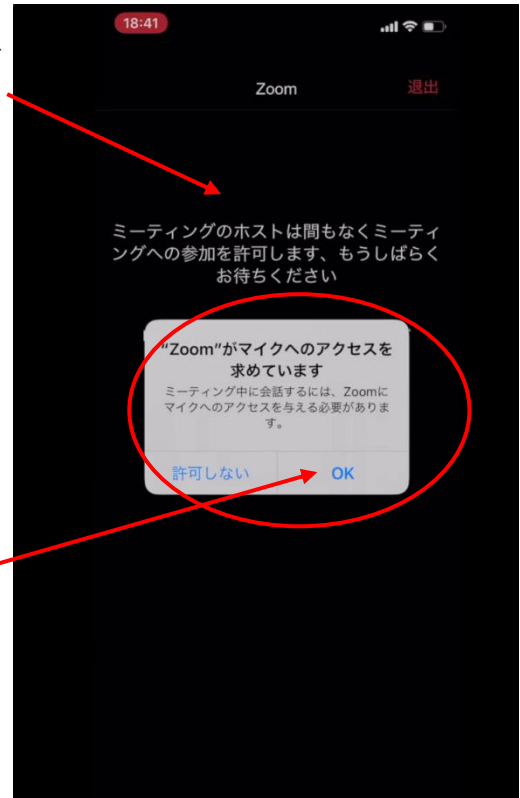 18:41
Zoom
退出
ミーティングのホストは間もなくミーティ
ングへの参加を許可します、もうしばらく
お待ちください
"Zoom"がマイクへのアクセスを
求めています
ミーティング中に会話するには、Zoomに
マイクへのアクセスを与える必要がありま
す。
許可しない
OK